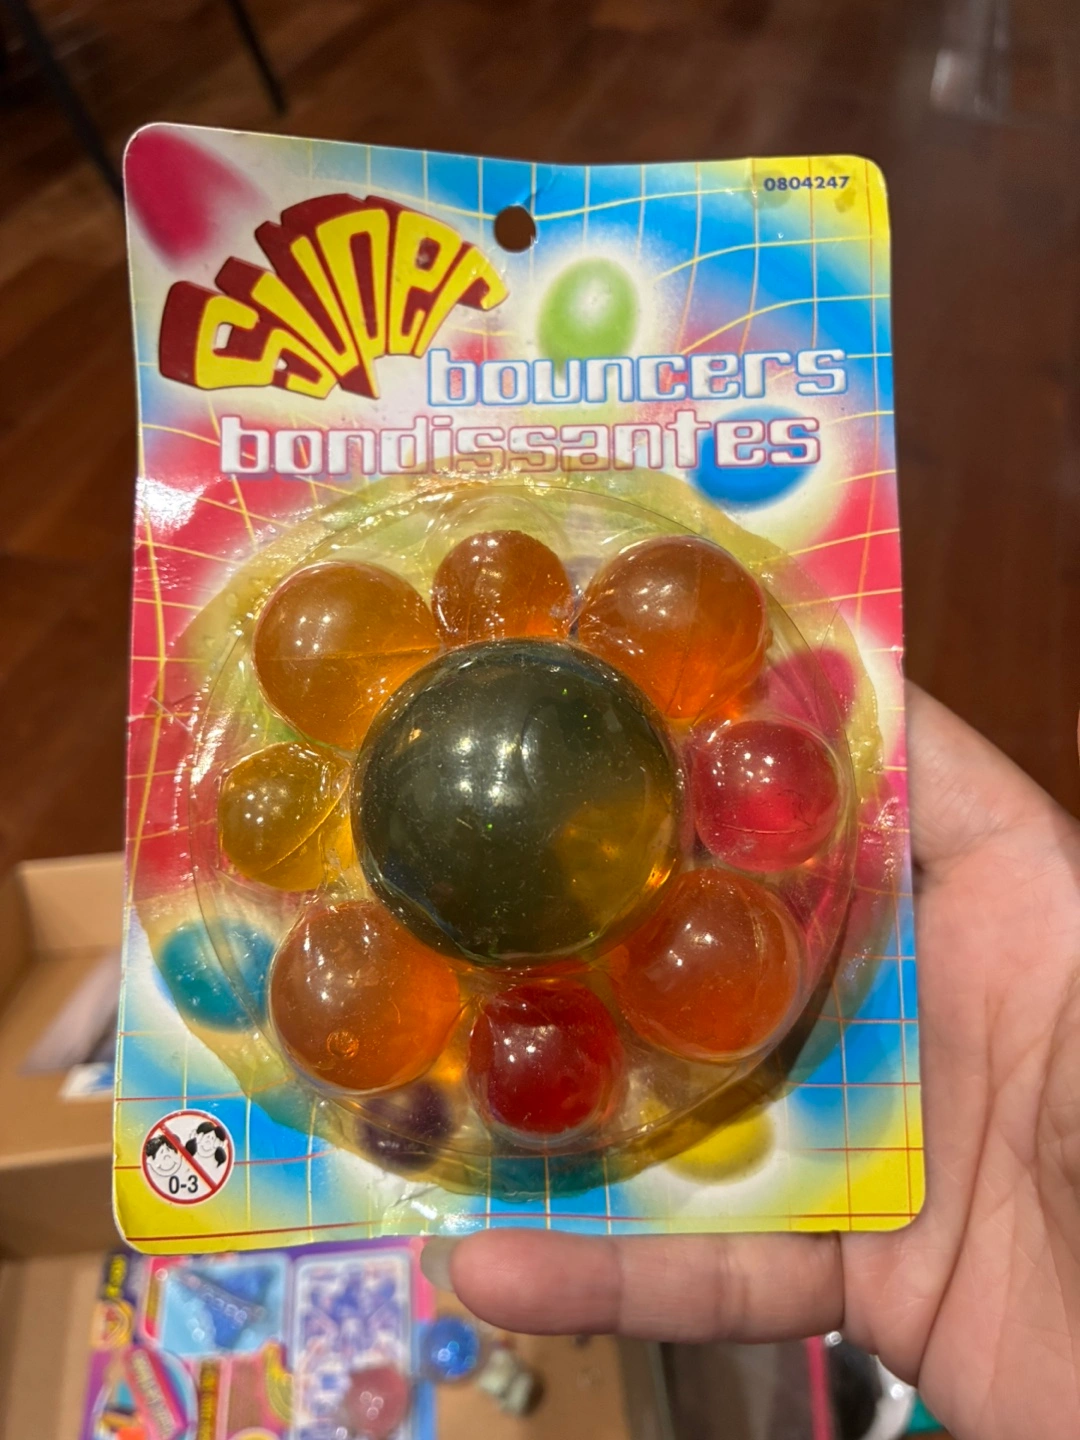 0804247
Super
bouncers
bondissantes
0-3